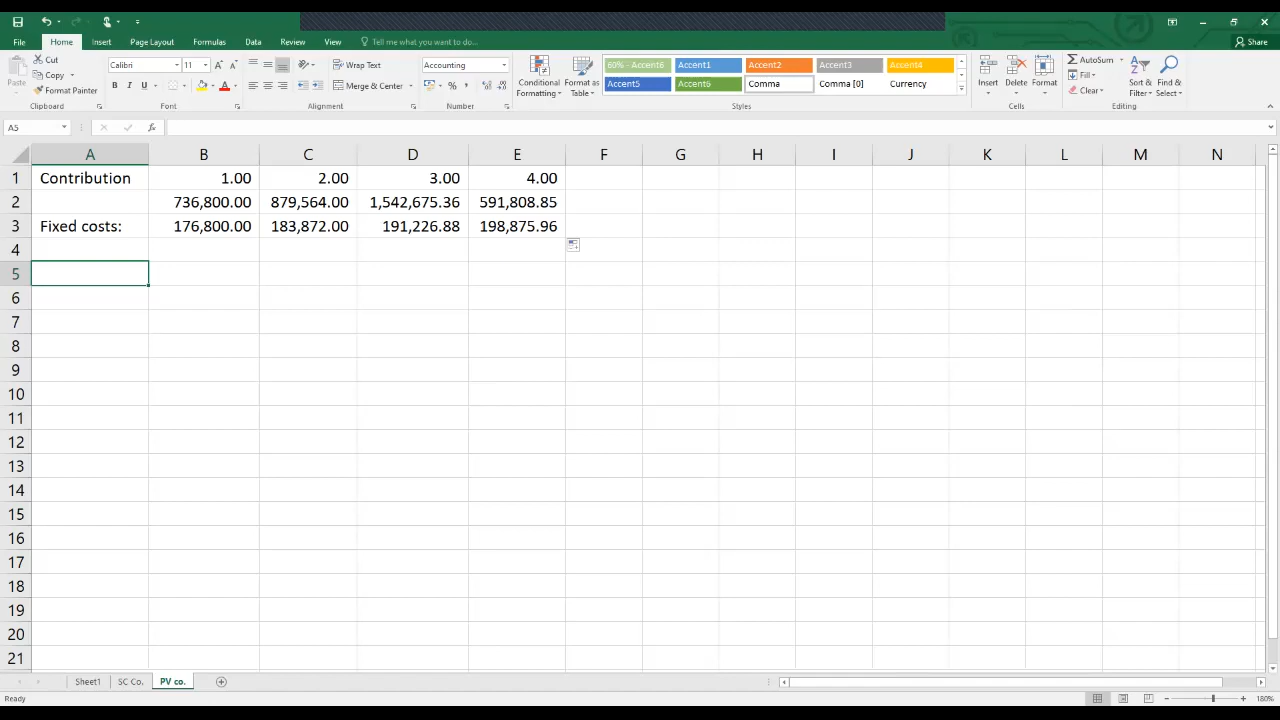 File Home Insert Page Layout Formulas Data Review View Tell me what you want to do... Share
Cut
Copy
Format Painter
Paste
Clipboard
Calibri 11
B I U
Font
Wrap Text
Merge & Center
Alignment
Accounting
Number
Conditional Formatting
Format as Table
60% - Accent6 Accent1 Accent2 Accent3 Accent4
Accent5 Accent6 Comma Comma [0] Currency
Styles
Insert Delete Format
Cells
AutoSum
Fill
Clear
Sort & Filter
Find & Select
Editing
A5 fx
A B C D E F G H I J K L M N
1 Contribution 1.00 2.00 3.00 4.00
2 736,800.00 879,564.00 1,542,675.36 591,808.85
3 Fixed costs: 176,800.00 183,872.00 191,226.88 198,875.96
4
5
6
7
8
9
10
11
12
13
14
15
16
17
18
19
20
21
Sheet1 SC Co. PV co.
Ready 180%